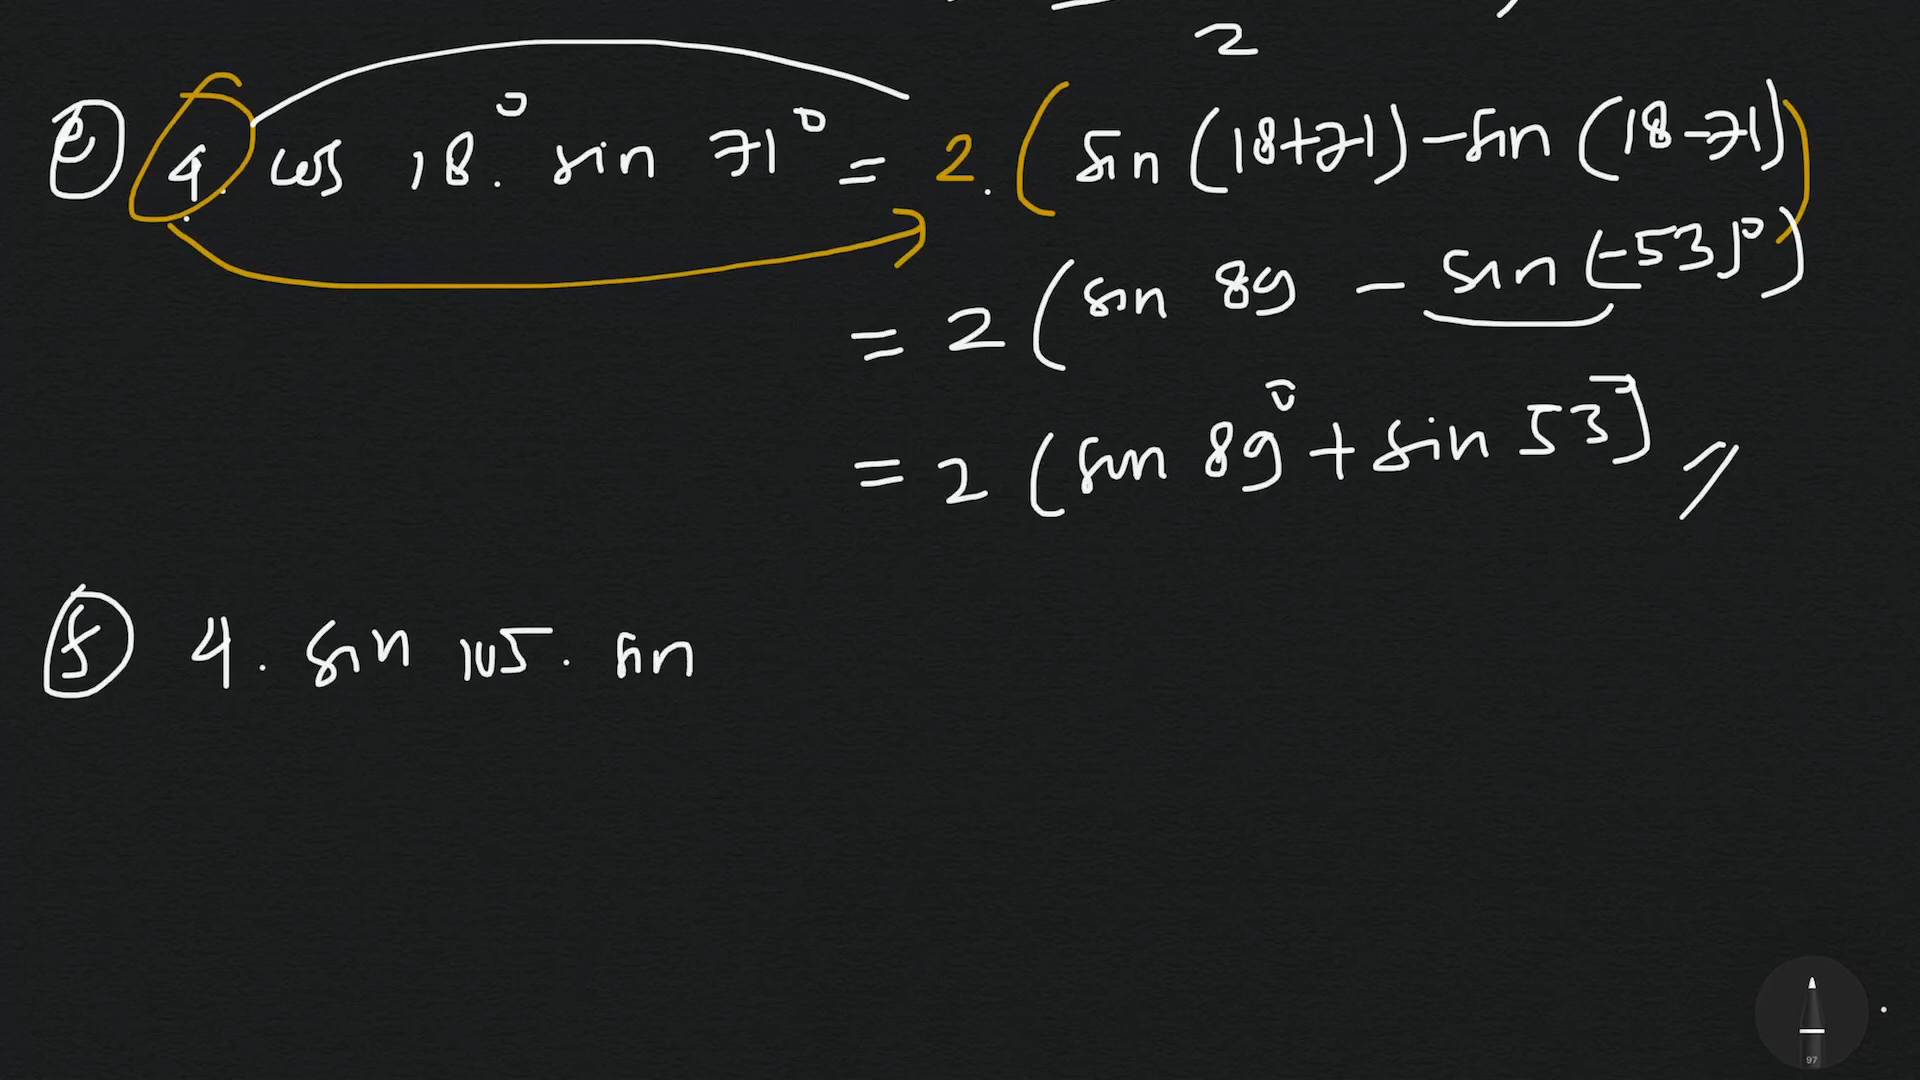 2
e 4. cos 18°. sin 71° = 2. (sin (18+71) - sin (18-71))
= 2 (sin 89 - sin (-53)°)
= 2 (sin 89° + sin 53)
f 4. sin 105. sin
97